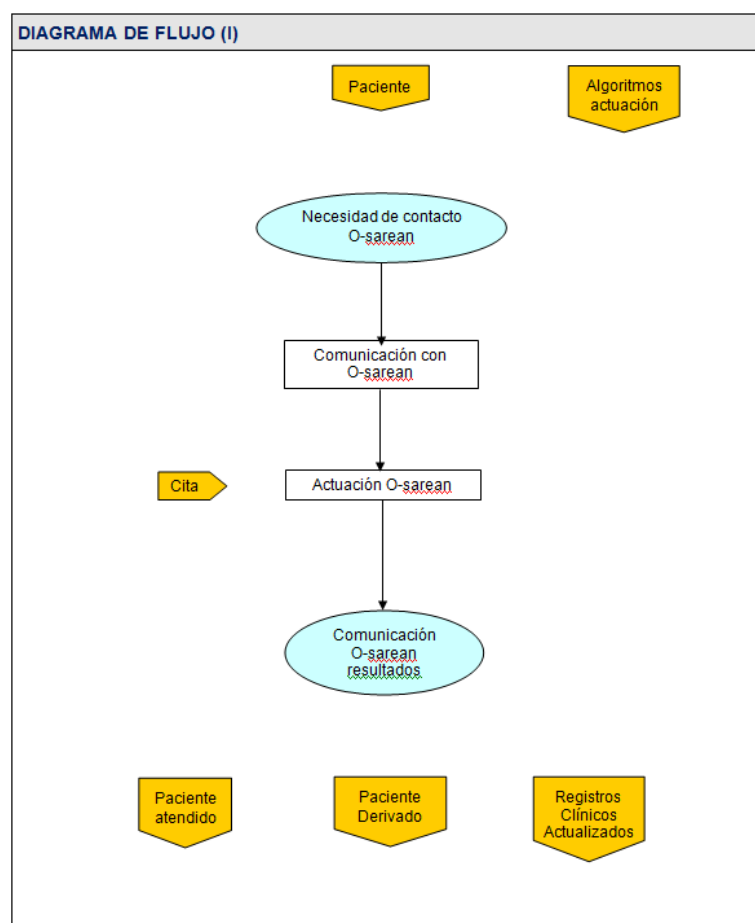 DIAGRAMA DE FLUJO (I)
Paciente
Algoritmos
actuación
Necesidad de contacto
O-sarean
Comunicación con
O-sarean
Cita
Actuación O-sarean
Comunicación
O-sarean
resultados
Paciente
atendido
Paciente
Derivado
Registros
Clínicos
Actualizados